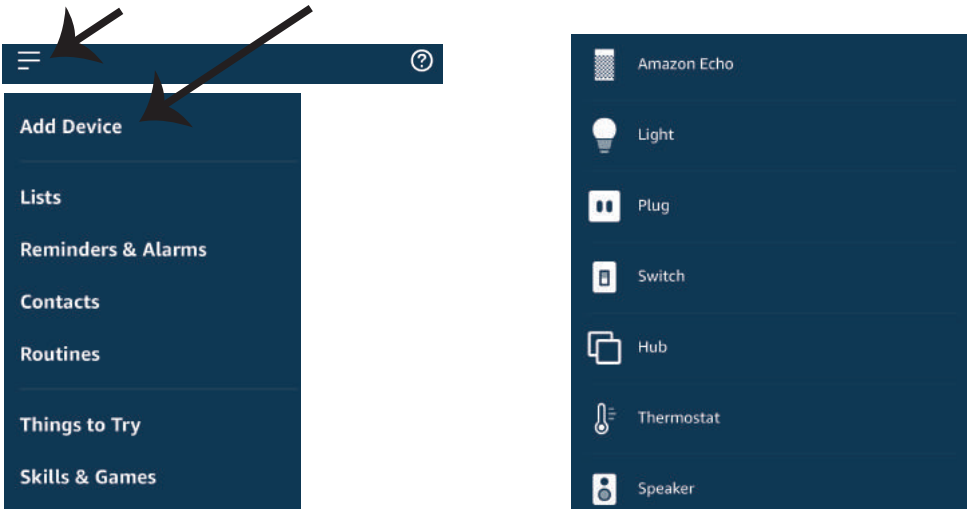 Add Device
Lists
Reminders & Alarms
Contacts
Routines
Things to Try
Skills & Games
Amazon Echo
Light
Plug
Switch
Hub
Thermostat
Speaker